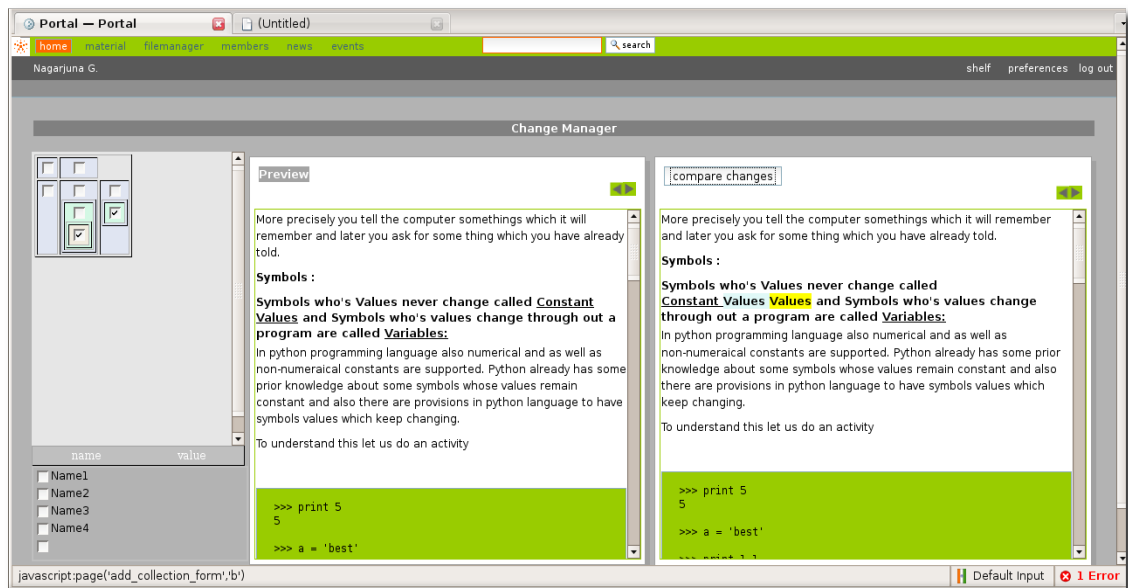 Portal — Portal
(Untitled)
home material filemanager members news events
search
Nagarjuna G.
shelf preferences log out
Change Manager
Preview
More precisely you tell the computer somethings which it will
remember and later you ask for some thing which you have already
told.
Symbols :
Symbols who's Values never change called Constant
Values and Symbols who's values change through out a
program are called Variables:
In python programming language also numerical and as well as
non-numeraical constants are supported. Python already has some
prior knowledge about some symbols whose values remain
constant and also there are provisions in python language to have
symbols values which keep changing.
To understand this let us do an activity
>>> print 5
5
>>> a = 'best'
compare changes
More precisely you tell the computer somethings which it will remember
and later you ask for some thing which you have already told.
Symbols :
Symbols who's Values never change called
Constant Values Values and Symbols who's values change
through out a program are called Variables:
In python programming language also numerical and as well as
non-numeraical constants are supported. Python already has some prior
knowledge about some symbols whose values remain constant and also
there are provisions in python language to have symbols values which
keep changing.
To understand this let us do an activity
>>> print 5
5
>>> a = 'best'
>>> print
name value
Name1
Name2
Name3
Name4
javascript:page('add_collection_form','b')
Default Input
1 Error